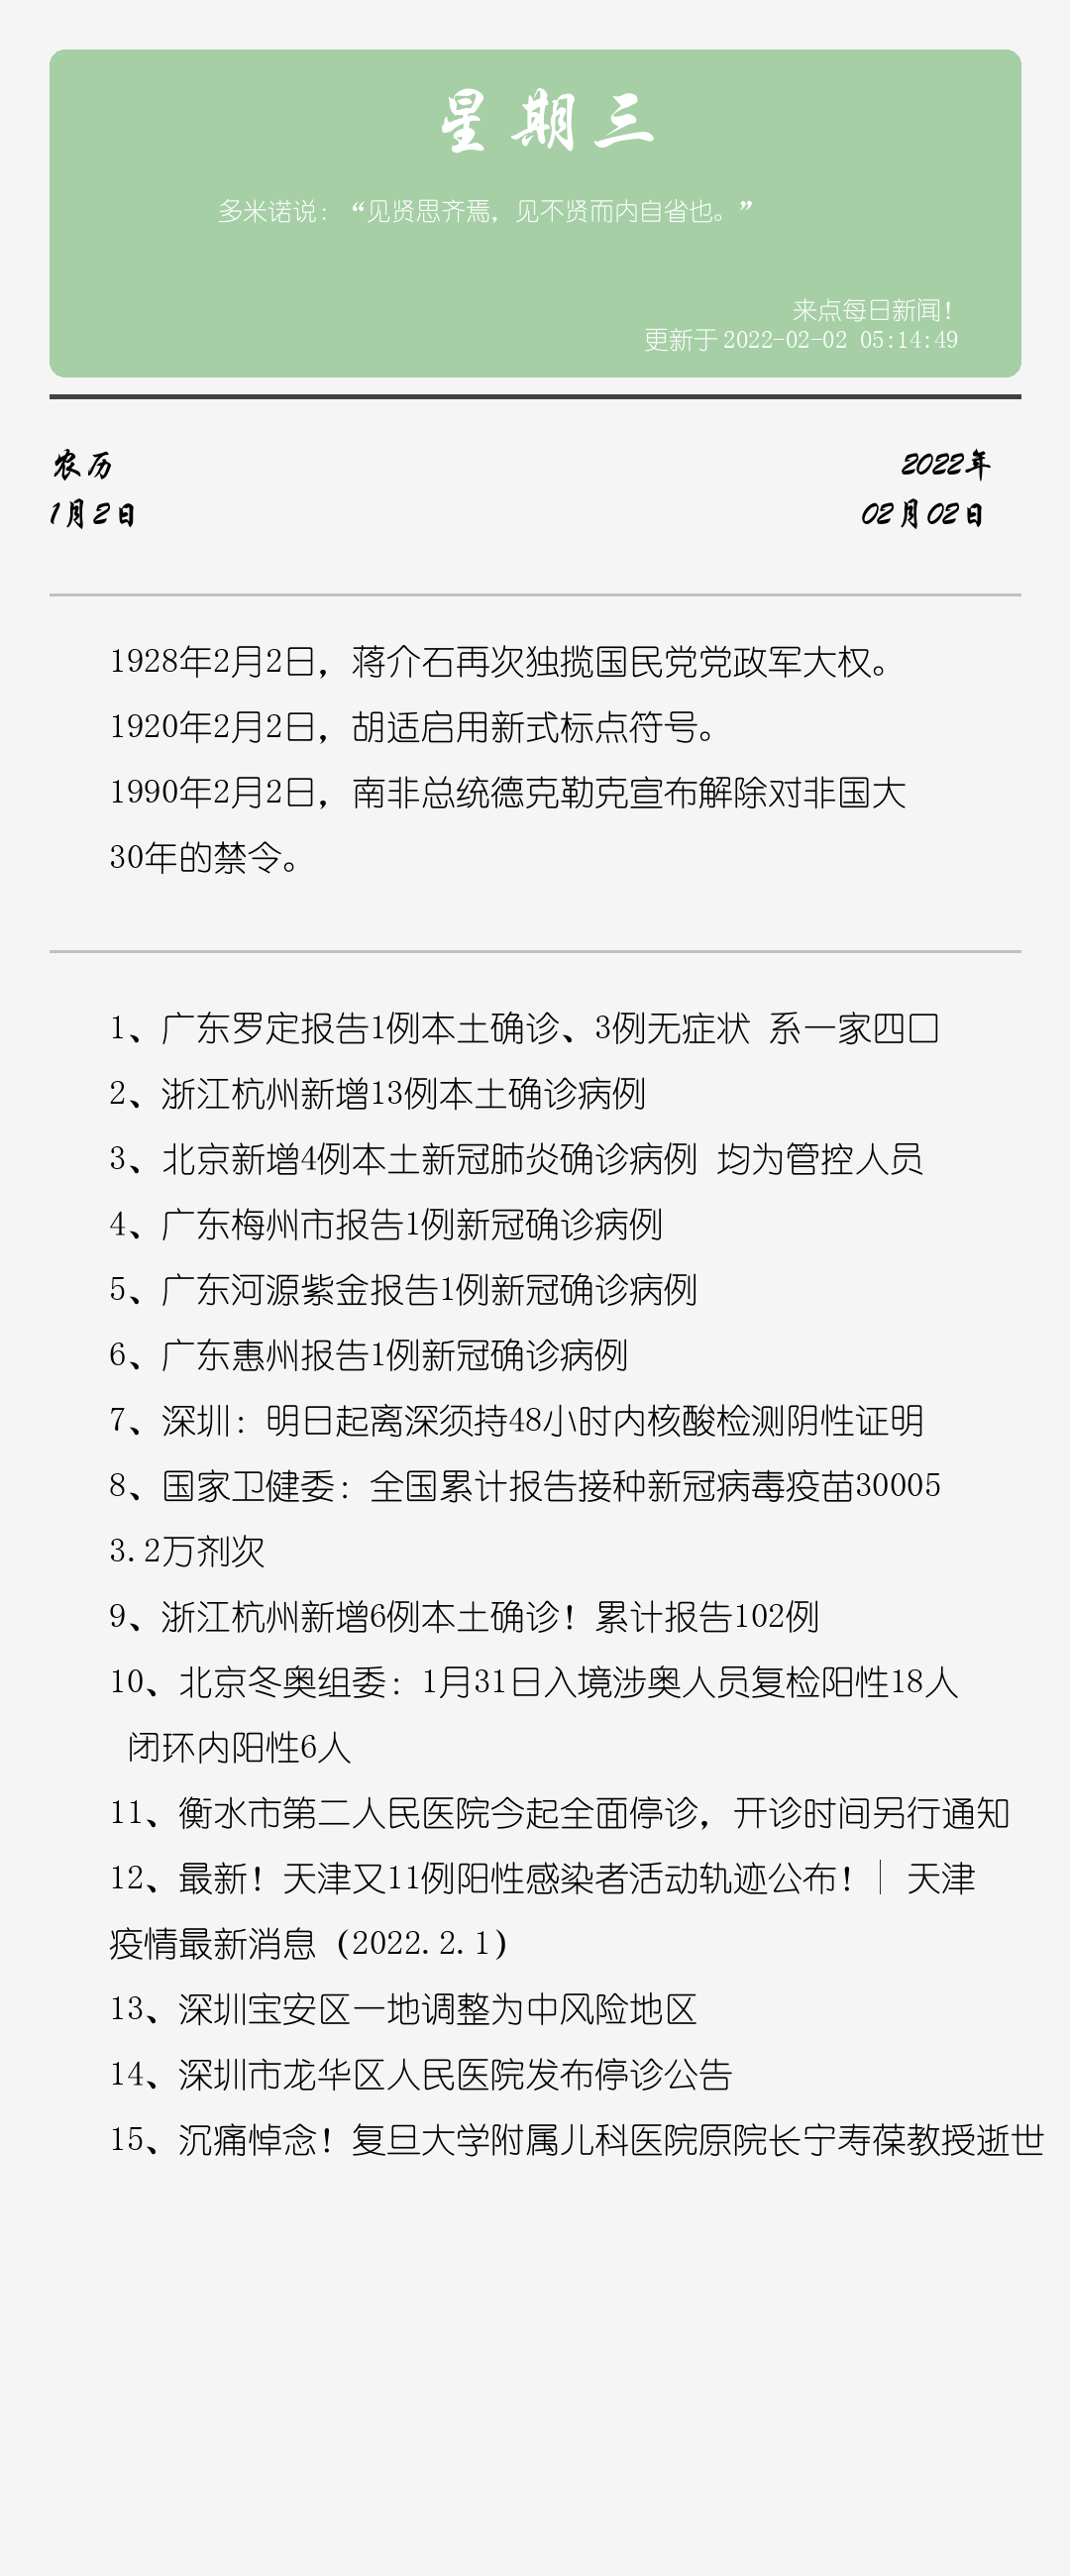 星期三
多米诺说：“见贤思齐焉，见不贤而内自省也。”
来点每日新闻！
更新于 2022-02-02 05:14:49
农历
2022年
1月2日
02月02日
1928年2月2日，蒋介石再次独揽国民党党政军大权。
1920年2月2日，胡适启用新式标点符号。
1990年2月2日，南非总统德克勒克宣布解除对非国大
30年的禁令。
1、广东罗定报告1例本土确诊、3例无症状 系一家四口
2、浙江杭州新增13例本土确诊病例
3、北京新增4例本土新冠肺炎确诊病例 均为管控人员
4、广东梅州市报告1例新冠确诊病例
5、广东河源紫金报告1例新冠确诊病例
6、广东惠州报告1例新冠确诊病例
7、深圳：明日起离深须持48小时内核酸检测阴性证明
8、国家卫健委：全国累计报告接种新冠病毒疫苗30005
3.2万剂次
9、浙江杭州新增6例本土确诊！累计报告102例
10、北京冬奥组委：1月31日入境涉奥人员复检阳性18人
闭环内阳性6人
11、衡水市第二人民医院今起全面停诊，开诊时间另行通知
12、最新！天津又11例阳性感染者活动轨迹公布！| 天津
疫情最新消息（2022.2.1）
13、深圳宝安区一地调整为中风险地区
14、深圳市龙华区人民医院发布停诊公告
15、沉痛悼念！复旦大学附属儿科医院原院长宁寿葆教授逝世